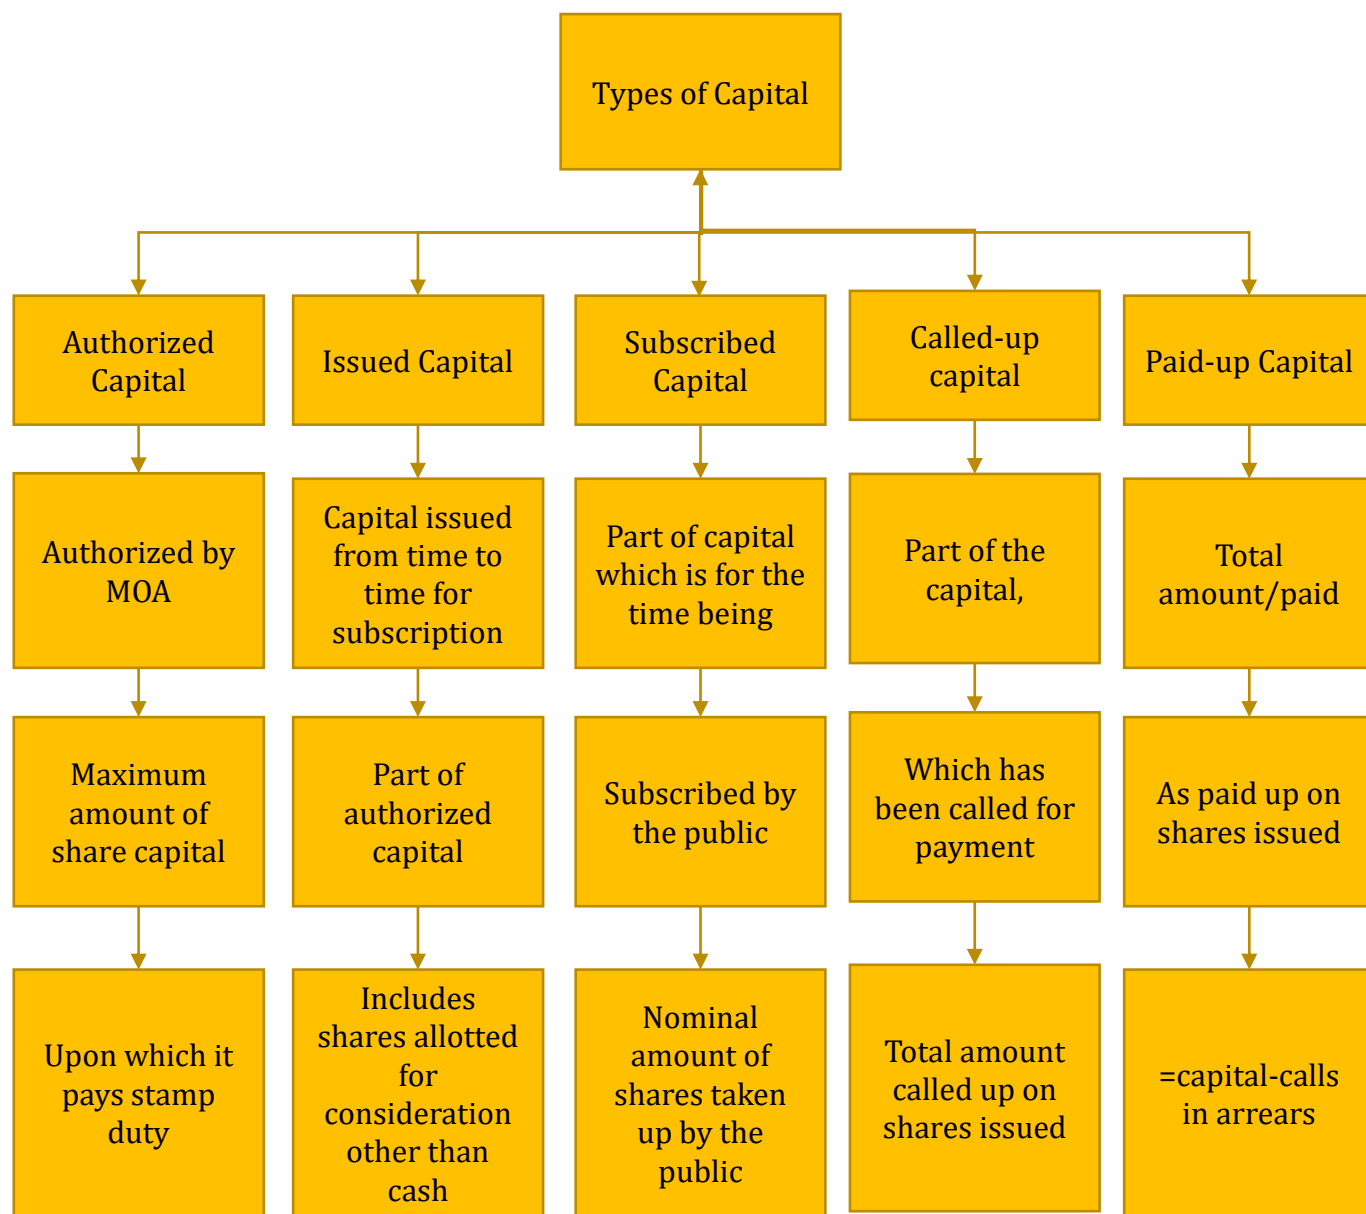 Types of Capital
Authorized
Capital
Issued Capital
Subscribed
Capital
Called-up
capital
Paid-up Capital
Authorized by
MOA
Capital issued
from time to
time for
subscription
Part of capital
which is for the
time being
Part of the
capital,
Total
amount/paid
Maximum
amount of
share capital
Part of
authorized
capital
Subscribed by
the public
Which has
been called for
payment
As paid up on
shares issued
Upon which it
pays stamp
duty
Includes
shares allotted
for
consideration
other than
cash
Nominal
amount of
shares taken
up by the
public
Total amount
called up on
shares issued
=capital-calls
in arrears